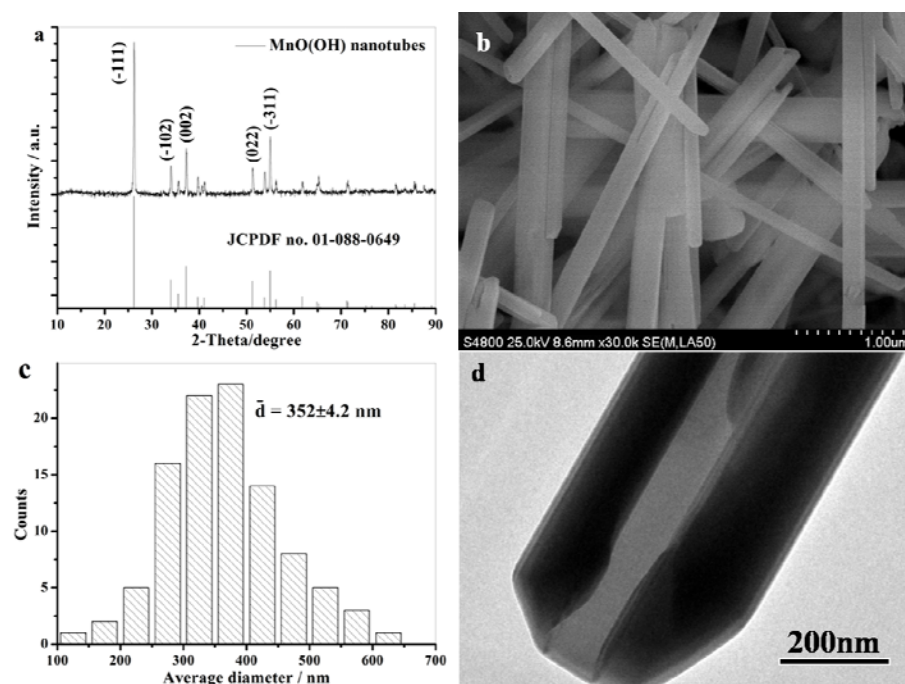 a
MnO(OH) nanotubes
(-111)
(-102)
(002)
(022)
(-311)
Intensity / a.u.
JCPDF no. 01-088-0649
10 20 30 40 50 60 70 80 90
2-Theta/degree
b
S4800 25.0kV 8.6mm x30.0k SE(M,LA50)
1.00um
c
d̄ = 352±4.2 nm
Counts
20
15
10
5
0
100 200 300 400 500 600 700
Average diameter / nm
d
200nm